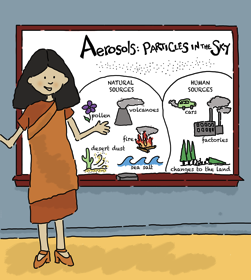 Aerosols: Particles in the Sky
NATURAL SOURCES
pollen
volcanoes
fire
desert dust
sea salt
HUMAN SOURCES
cars
factories
changes to the land